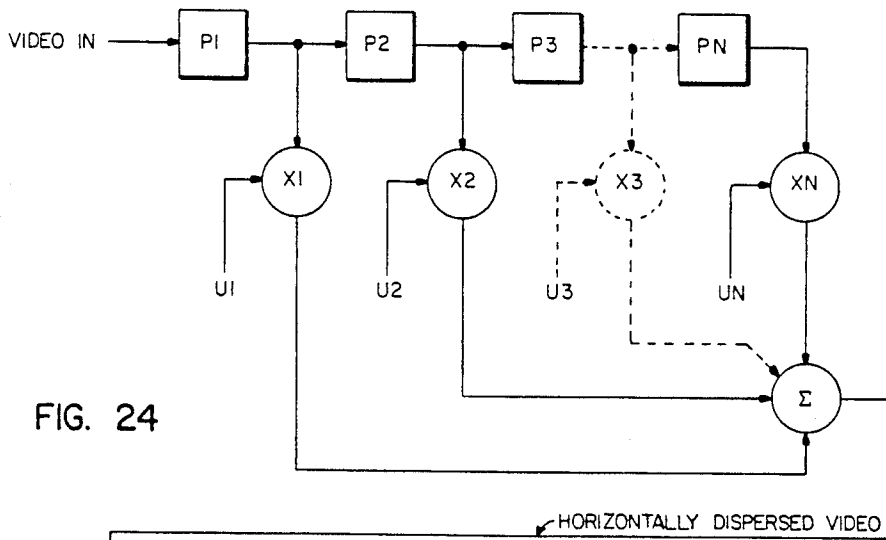 VIDEO IN P1 P2 P3 PN
X1 X2 X3 XN
U1 U2 U3 UN
Σ
FIG. 24
HORIZONTALLY DISPERSED VIDEO